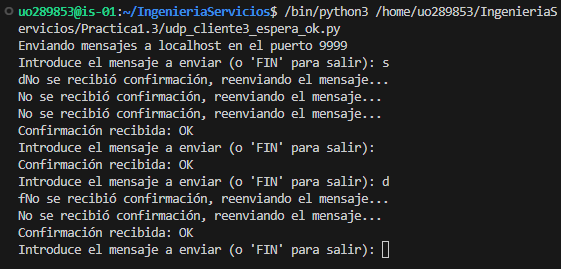 uo289853@is-01:~/IngenieriaServicios$ /bin/python3 /home/uo289853/IngenieriaS
ervicios/Practica1.3/udp_cliente3_espera_ok.py
Enviando mensajes a localhost en el puerto 9999
Introduce el mensaje a enviar (o 'FIN' para salir): s
dNo se recibió confirmación, reenviando el mensaje...
No se recibió confirmación, reenviando el mensaje...
No se recibió confirmación, reenviando el mensaje...
Confirmación recibida: OK
Introduce el mensaje a enviar (o 'FIN' para salir):
Confirmación recibida: OK
Introduce el mensaje a enviar (o 'FIN' para salir): d
fNo se recibió confirmación, reenviando el mensaje...
No se recibió confirmación, reenviando el mensaje...
Confirmación recibida: OK
Introduce el mensaje a enviar (o 'FIN' para salir):